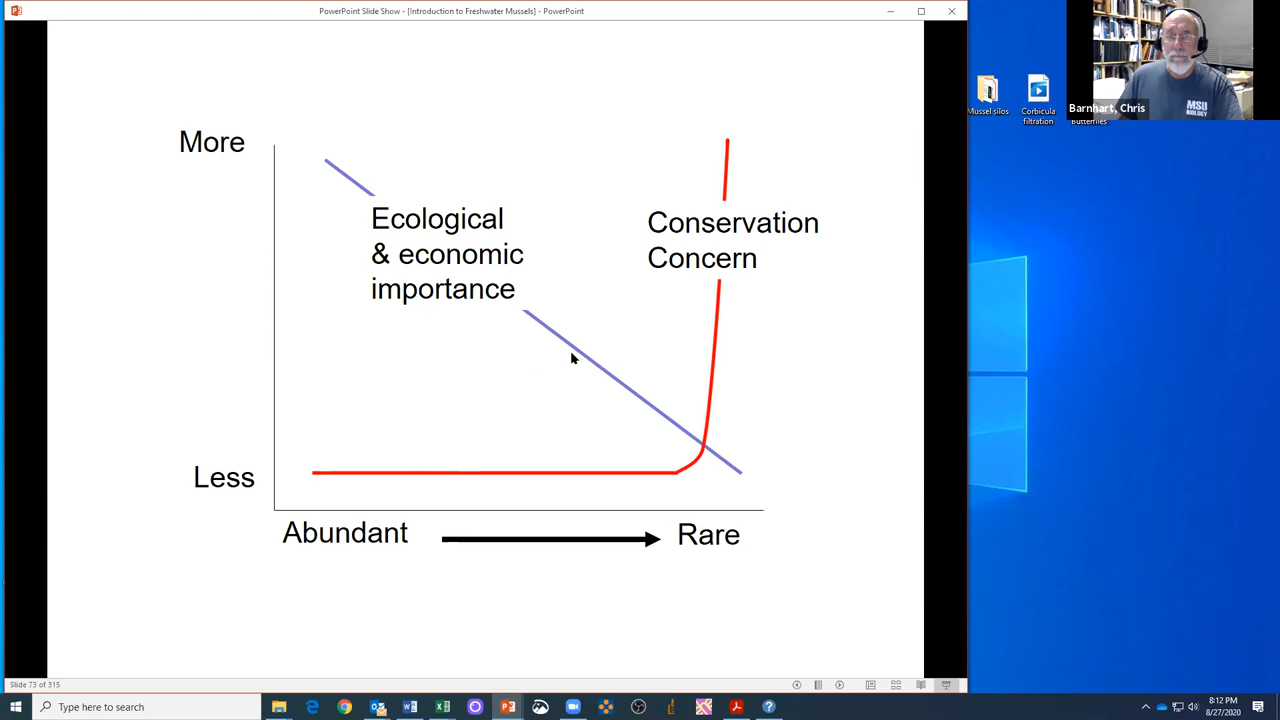 PowerPoint Slide Show - [Introduction to Freshwater Mussels] - PowerPoint
More
Ecological
& economic
importance
Conservation
Concern
Less
Abundant
Rare
Mussel silos
Corbicula
filtration
Butterflies
Barnhart, Chris
MSU
BIOLOGY
Slide 73 of 315
Type here to search
8:12 PM
8/27/2020